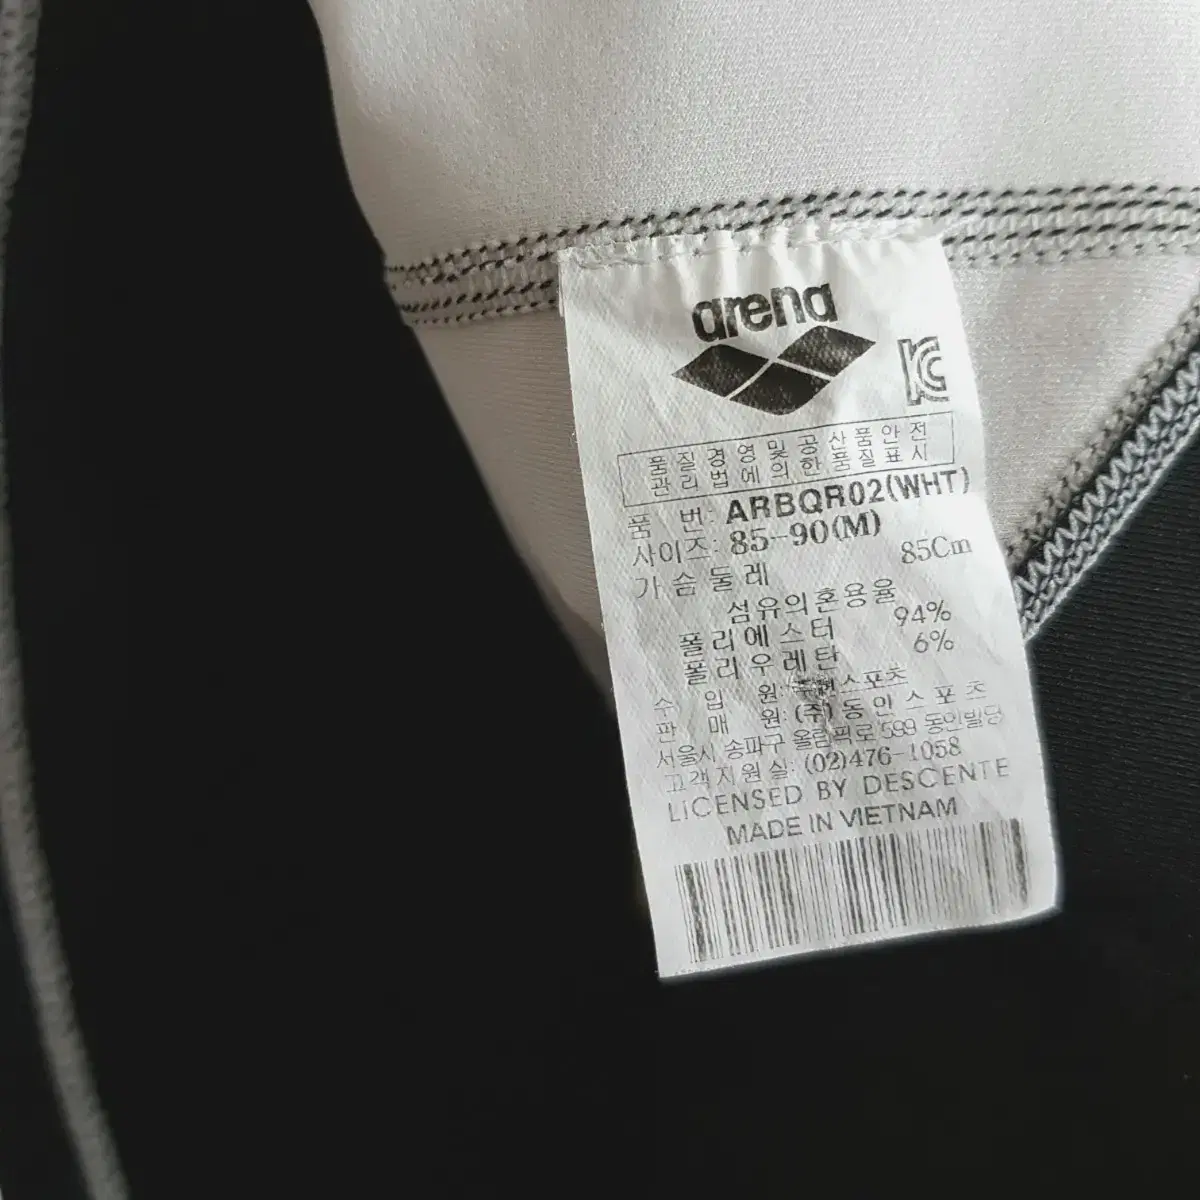 arena
KC
품질경영및공산품안전
관리법에의한품질표시
품 번: ARBQR02(WHT)
사이즈: 85-90(M)
가슴둘레 85Cm
섬유의혼용율
폴리에스터 94%
폴리우레탄 6%
수 입 원:
판 매 원: (주)동인스포츠
서울시 송파구 올림픽로 599 동인빌딩
고객지원실: (02)476-1058
LICENSED BY DESCENTE
MADE IN VIETNAM